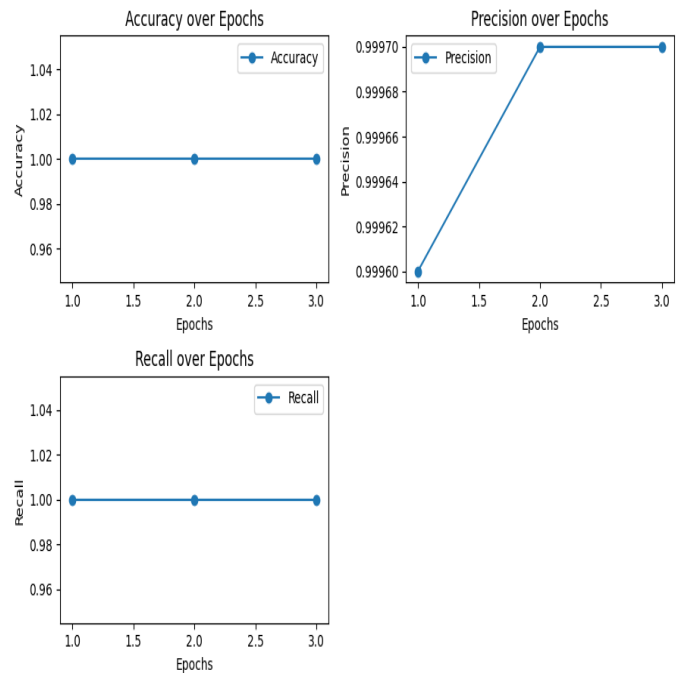 Accuracy over Epochs
Accuracy
1.04
1.02
1.00
0.98
0.96
Accuracy
1.0 1.5 2.0 2.5 3.0
Epochs
Precision over Epochs
Precision
0.99970
0.99968
0.99966
0.99964
0.99962
0.99960
Precision
1.0 1.5 2.0 2.5 3.0
Epochs
Recall over Epochs
Recall
1.04
1.02
1.00
0.98
0.96
Recall
1.0 1.5 2.0 2.5 3.0
Epochs